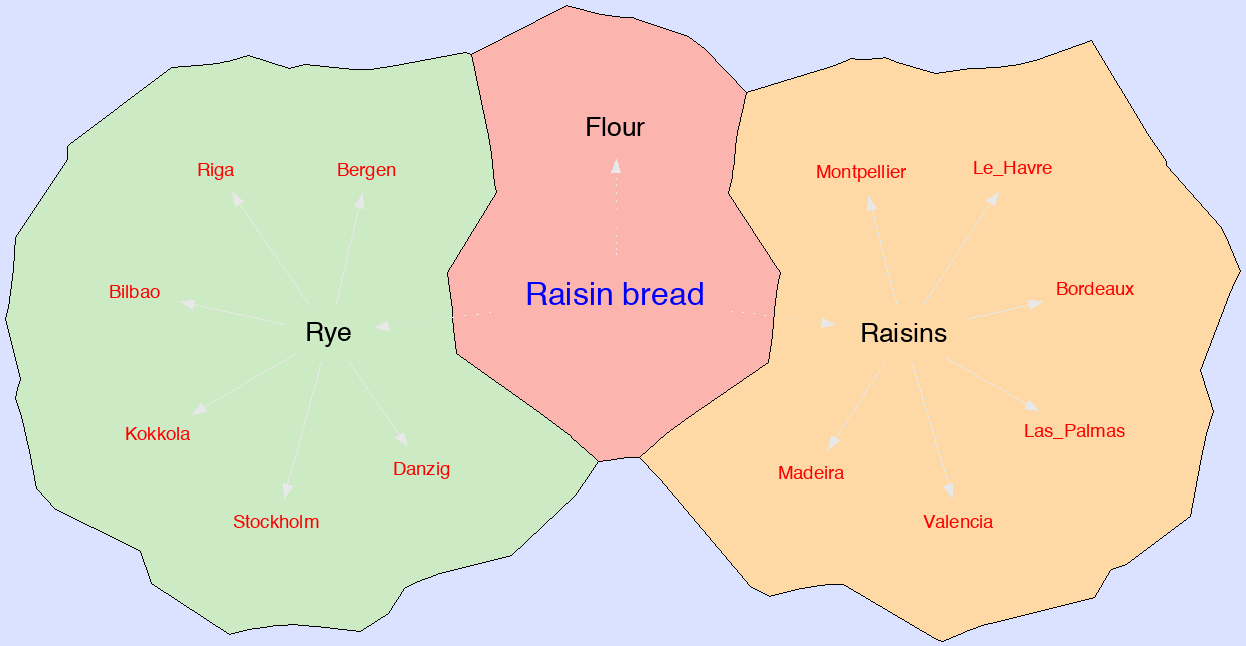 Flour
Riga
Bergen
Montpellier
Le_Havre
Bilbao
Raisin bread
Bordeaux
Rye
Raisins
Kokkola
Danzig
Las_Palmas
Madeira
Stockholm
Valencia